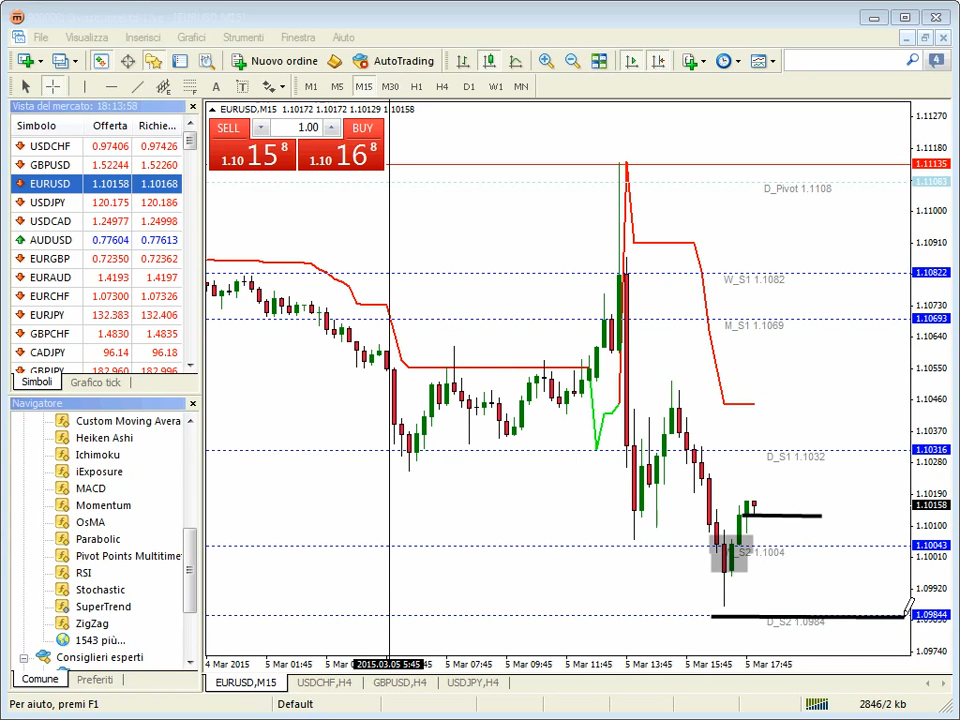 File Visualizza Inserisci Grafici Strumenti Finestra Aiuto
4
Nuovo ordine AutoTrading
A T M1 M5 M15 M30 H1 H4 D1 W1 MN
Vista del mercato: 18:13:58
Simbolo Offerta Richie...
USDCHF 0.97406 0.97426
GBPUSD 1.52244 1.52260
EURUSD 1.10158 1.10168
USDJPY 120.175 120.186
USDCAD 1.24977 1.24998
AUDUSD 0.77604 0.77613
EURGBP 0.72350 0.72362
EURAUD 1.4193 1.4197
EURCHF 1.07300 1.07326
EURJPY 132.383 132.406
GBPCHF 1.4830 1.4835
CADJPY 96.14 96.18
GBPJPY 182.960 182.996
Simboli Grafico tick
Navigatore
Custom Moving Avera
Heiken Ashi
Ichimoku
iExposure
MACD
Momentum
OsMA
Parabolic
Pivot Points Multitime
RSI
Stochastic
SuperTrend
ZigZag
1543 più...
Consiglieri esperti
Comune Preferiti
EURUSD,M15 1.10172 1.10172 1.10129 1.10158
SELL 1.00 BUY
1.10 15 8 1.10 16 8
D_Pivot 1.1108
W_S1 1.1082
M_S1 1.1069
D_S1 1.1032
S2 1.1004
D_S2 1.0984
1.11270
1.11180
1.11135
1.11083
1.11000
1.10910
1.10822
1.10730
1.10693
1.10550
1.10460
1.10370
1.10316
1.10280
1.10190
1.10158
1.10100
1.10043
1.10010
1.09920
1.09844
1.09740
4 Mar 2015 5 Mar 01:45 5 Mar 2015.03.05 5:45 5 Mar 07:45 5 Mar 09:45 5 Mar 11:45 5 Mar 13:45 5 Mar 15:45 5 Mar 17:45
EURUSD,M15 USDCHF,H4 GBPUSD,H4 USDJPY,H4
Per aiuto, premi F1 Default 2846/2 kb